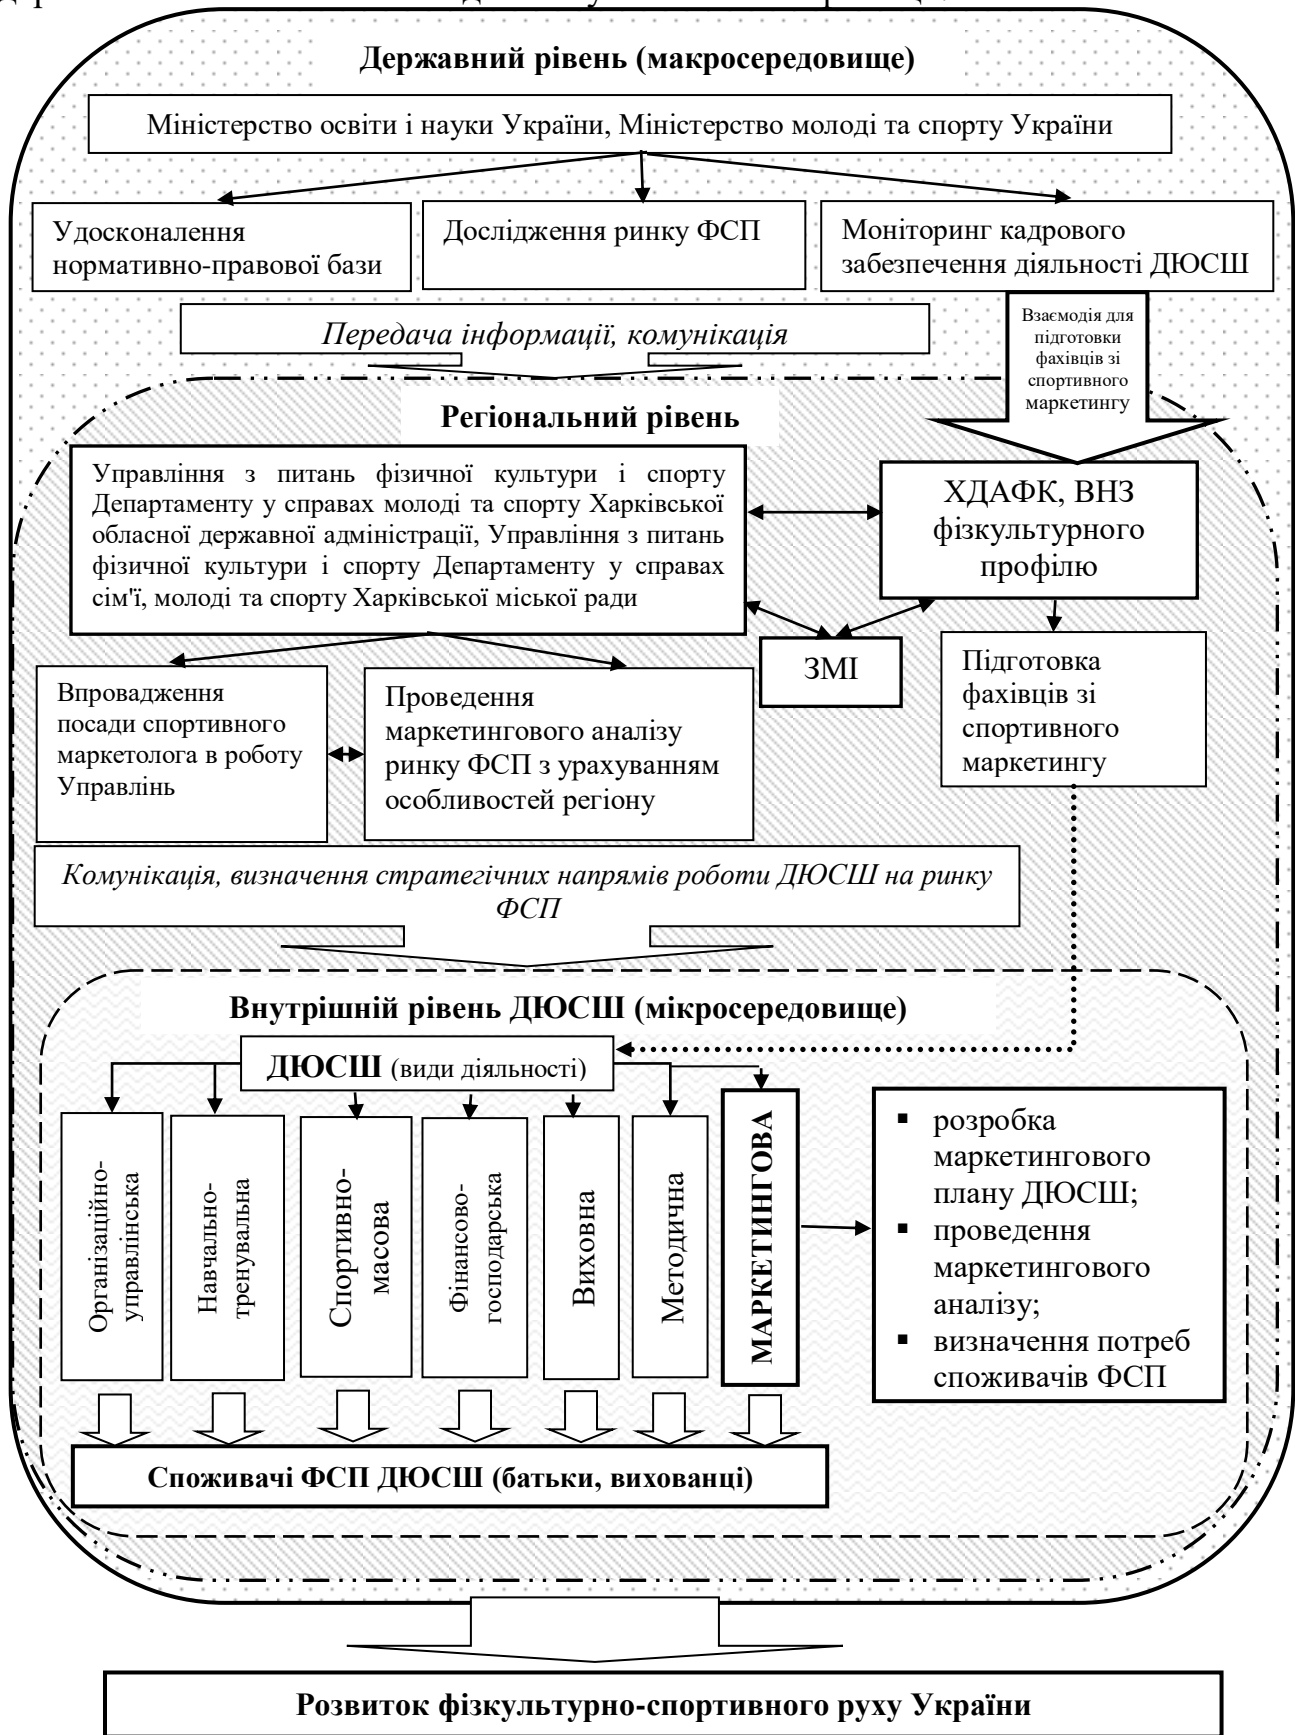 Державний рівень (макросередовище)
Міністерство освіти і науки України, Міністерство молоді та спорту України
Удосконалення
нормативно-правової бази
Дослідження ринку ФСП
Моніторинг кадрового
забезпечення діяльності ДЮСШ
Передача інформації, комунікація
Взаємодія для
підготовки
фахівців зі
спортивного
маркетингу
Регіональний рівень
Управління з питань фізичної культури і спорту
Департаменту у справах молоді та спорту Харківської
обласної державної адміністрації, Управління з питань
фізичної культури і спорту Департаменту у справах
сім'ї, молоді та спорту Харківської міської ради
ХДАФК, ВНЗ
фізкультурного
профілю
ЗМІ
Впровадження
посади спортивного
маркетолога в роботу
Управлінь
Проведення
маркетингового аналізу
ринку ФСП з урахуванням
особливостей регіону
Підготовка
фахівців зі
спортивного
маркетингу
Комунікація, визначення стратегічних напрямів роботи ДЮСШ на ринку
ФСП
Внутрішній рівень ДЮСШ (мікросередовище)
ДЮСШ (види діяльності)
Організаційно-
управлінська
Навчально-
тренувальна
Спортивно-
масова
Фінансово-
господарська
Виховна
Методична
МАРКЕТИНГОВА
▪ розробка
маркетингового
плану ДЮСШ;
▪ проведення
маркетингового
аналізу;
▪ визначення потреб
споживачів ФСП
Споживачі ФСП ДЮСШ (батьки, вихованці)
Розвиток фізкультурно-спортивного руху України